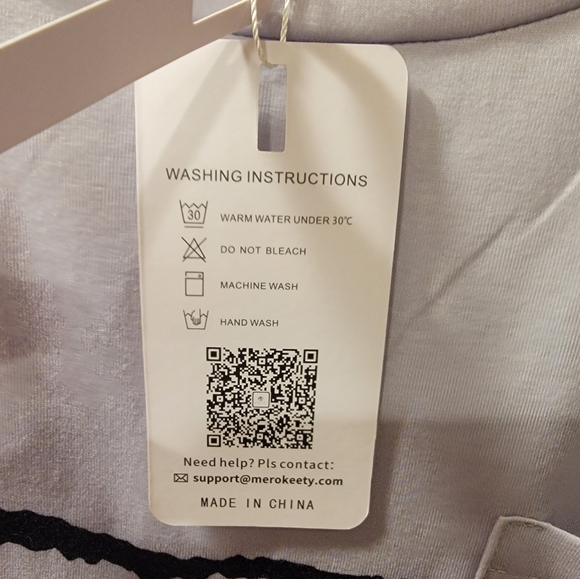 WASHING INSTRUCTIONS
30 WARM WATER UNDER 30℃
DO NOT BLEACH
MACHINE WASH
HAND WASH
Need help? Pls contact:
support@merokeety.com
MADE IN CHINA